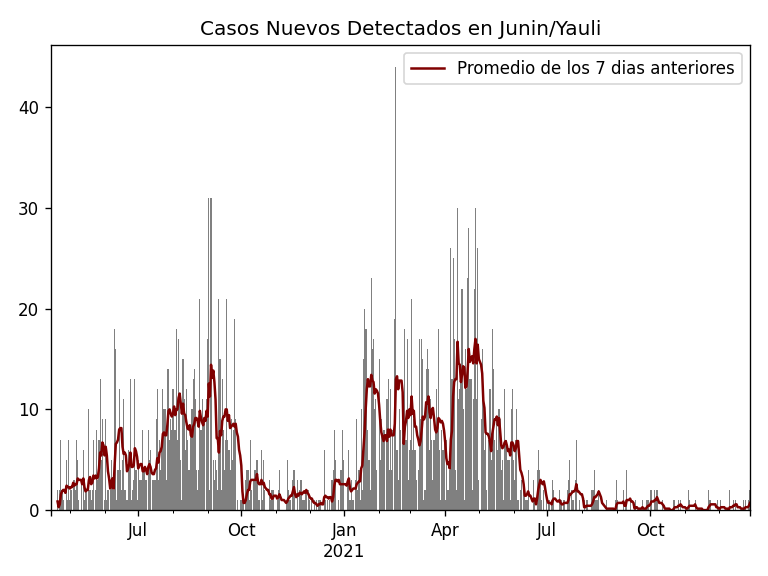 Casos Nuevos Detectados en Junin/Yauli
Promedio de los 7 dias anteriores
40
30
20
10
0
Jul
Oct
Jan
2021
Apr
Jul
Oct